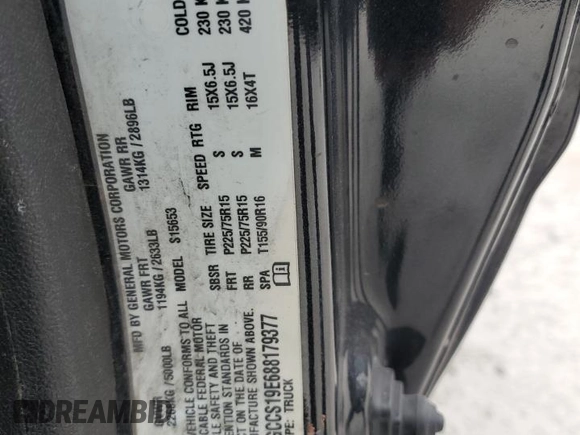 MFD BY GENERAL MOTORS CORPORATION
GAWR FRT GAWR RR
1194KG / 2633LB 1314KG / 2896LB
/5000LB MODEL S15653
VEHICLE CONFORMS TO ALL
CABLE FEDERAL MOTOR
LE SAFETY AND THEFT
ENTION STANDARDS IN
T ON THE DATE OF
UFACTURE SHOWN ABOVE.
GCCS19E688179377
PE: TRUCK
SBSR TIRE SIZE SPEED RTG RIM COLD
FRT P225/75R15 S 15X6.5J 230 K
RR P225/75R15 S 15X6.5J 230 K
SPA T155/90R16 M 16X4T 420 K
DREAMBID